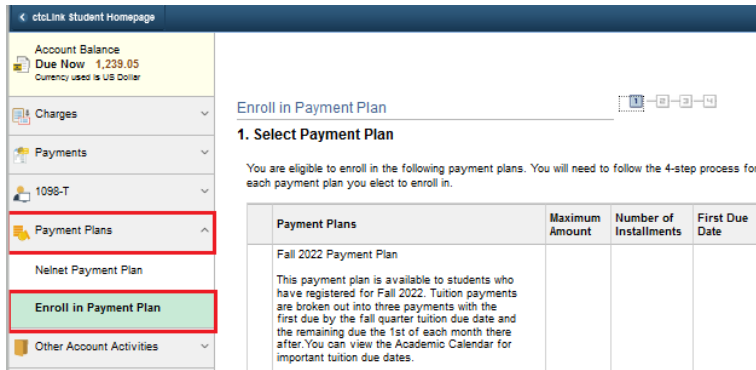 ctcLink Student Homepage
Account Balance
Due Now 1,239.05
Currency used is US Dollar
Charges
Payments
1098-T
Payment Plans
Nelnet Payment Plan
Enroll in Payment Plan
Other Account Activities
Enroll in Payment Plan
1 2 3 4
1. Select Payment Plan
You are eligible to enroll in the following payment plans. You will need to follow the 4-step process for
each payment plan you elect to enroll in.
Payment Plans Maximum Amount Number of Installments First Due Date
Fall 2022 Payment Plan
This payment plan is available to students who
have registered for Fall 2022. Tuition payments
are broken out into three payments with the
first due by the fall quarter tuition due date and
the remaining due the 1st of each month there
after.You can view the Academic Calendar for
important tuition due dates.